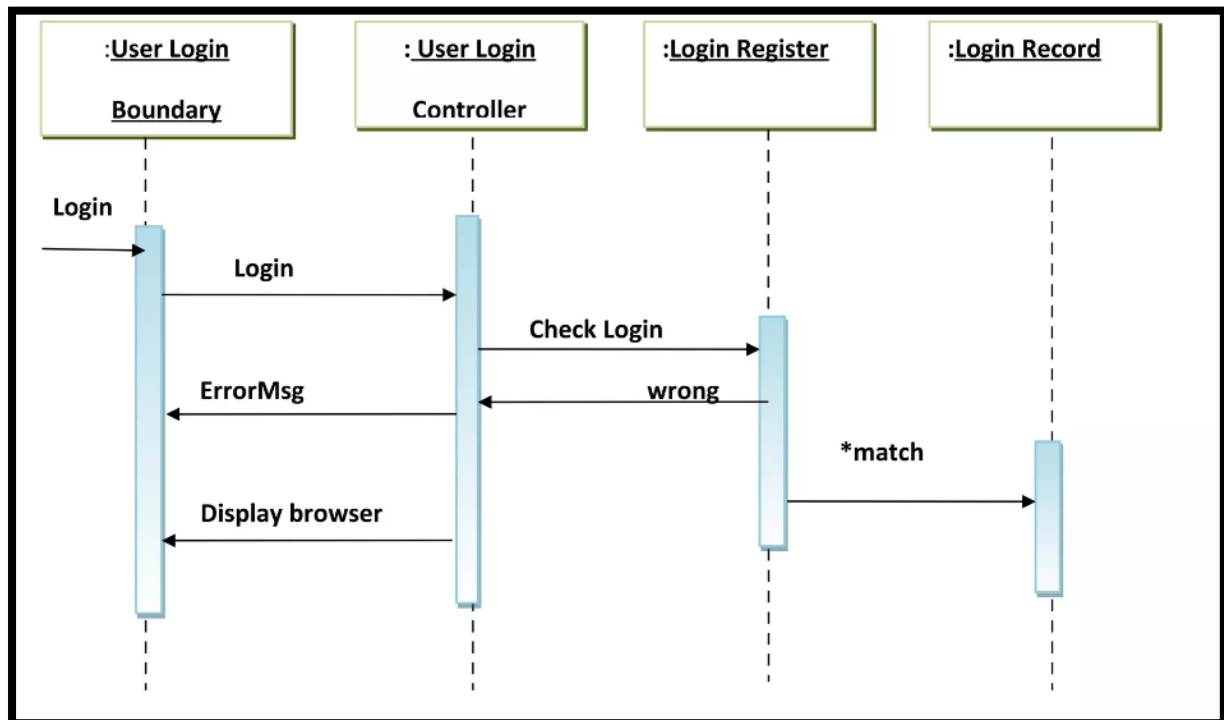 :User Login
Boundary
: User Login
Controller
:Login Register
:Login Record
Login
Login
Check Login
ErrorMsg
wrong
*match
Display browser